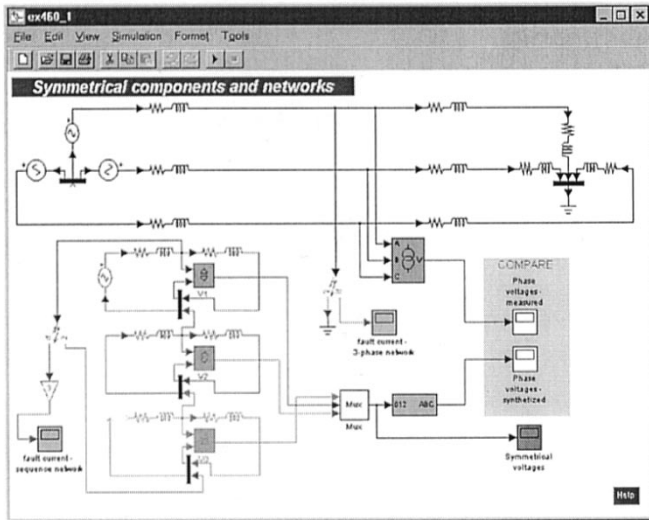 ex460_1
File Edit View Simulation Format Tools
Symmetrical components and networks
A
B
C
V
COMPARE
Phase
voltages -
measured
V1
fault current -
3-phase network
Phase
voltages -
synthetized
V2
Mux
Mux
012 ABC
fault current -
sequence network
Symmetrical
voltages
Help